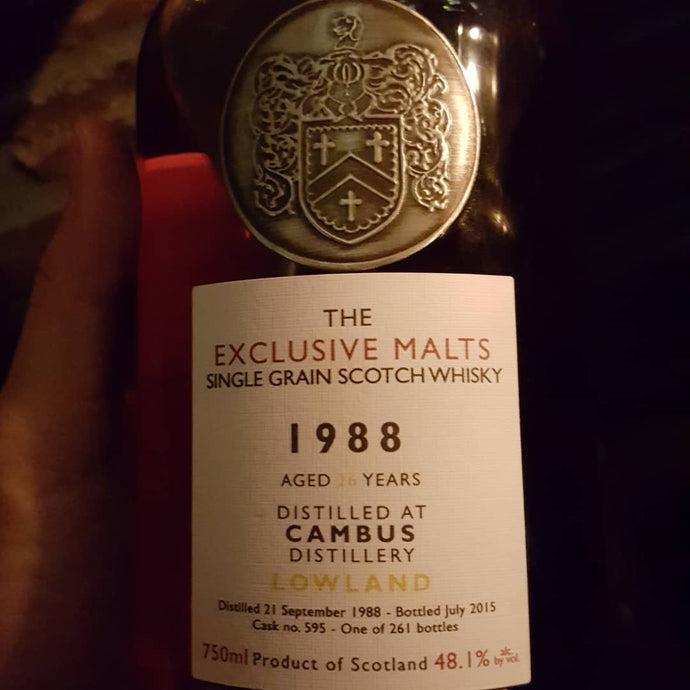 THE
EXCLUSIVE MALTS
SINGLE GRAIN SCOTCH WHISKY
1988
AGED 26 YEARS
DISTILLED AT
CAMBUS
DISTILLERY
LOWLAND
Distilled 21 September 1988 - Bottled July 2015
Cask no. 595 - One of 261 bottles
750ml Product of Scotland 48.1% alc. by vol.